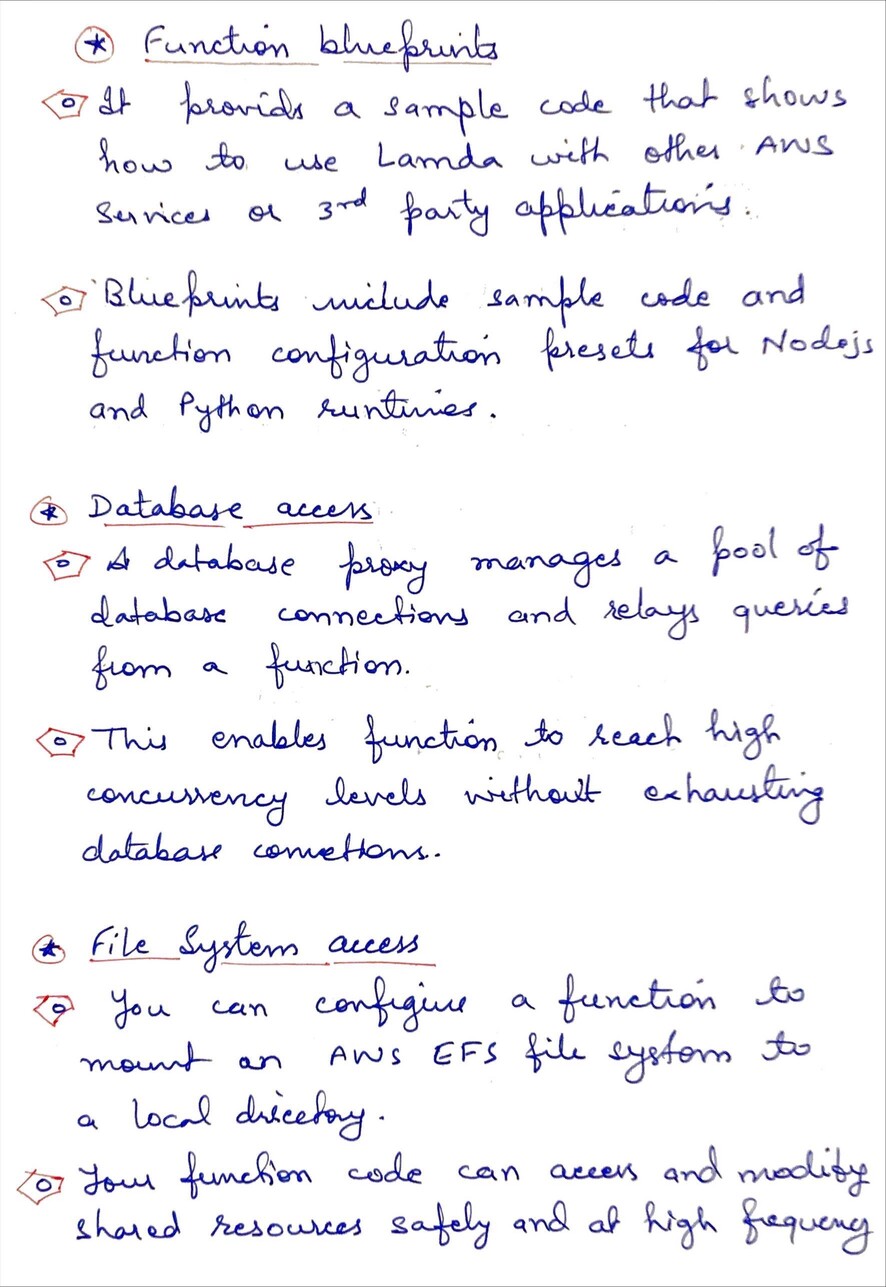 Function blueprints
It provids a sample code that shows
how to use Lamda with other AWS
Services or 3rd party applications.
Blueprints include sample code and
function configuration presets for Nodejs
and Python runtimes.
Database access
A database proxy manages a pool of
database connections and relays queries
from a function.
This enables function to reach high
concurrency levels without exhausting
database connections.
File System access
You can configure a function to
mount an AWS EFS file system to
a local directory.
Your function code can access and modify
shared resources safely and at high frequency